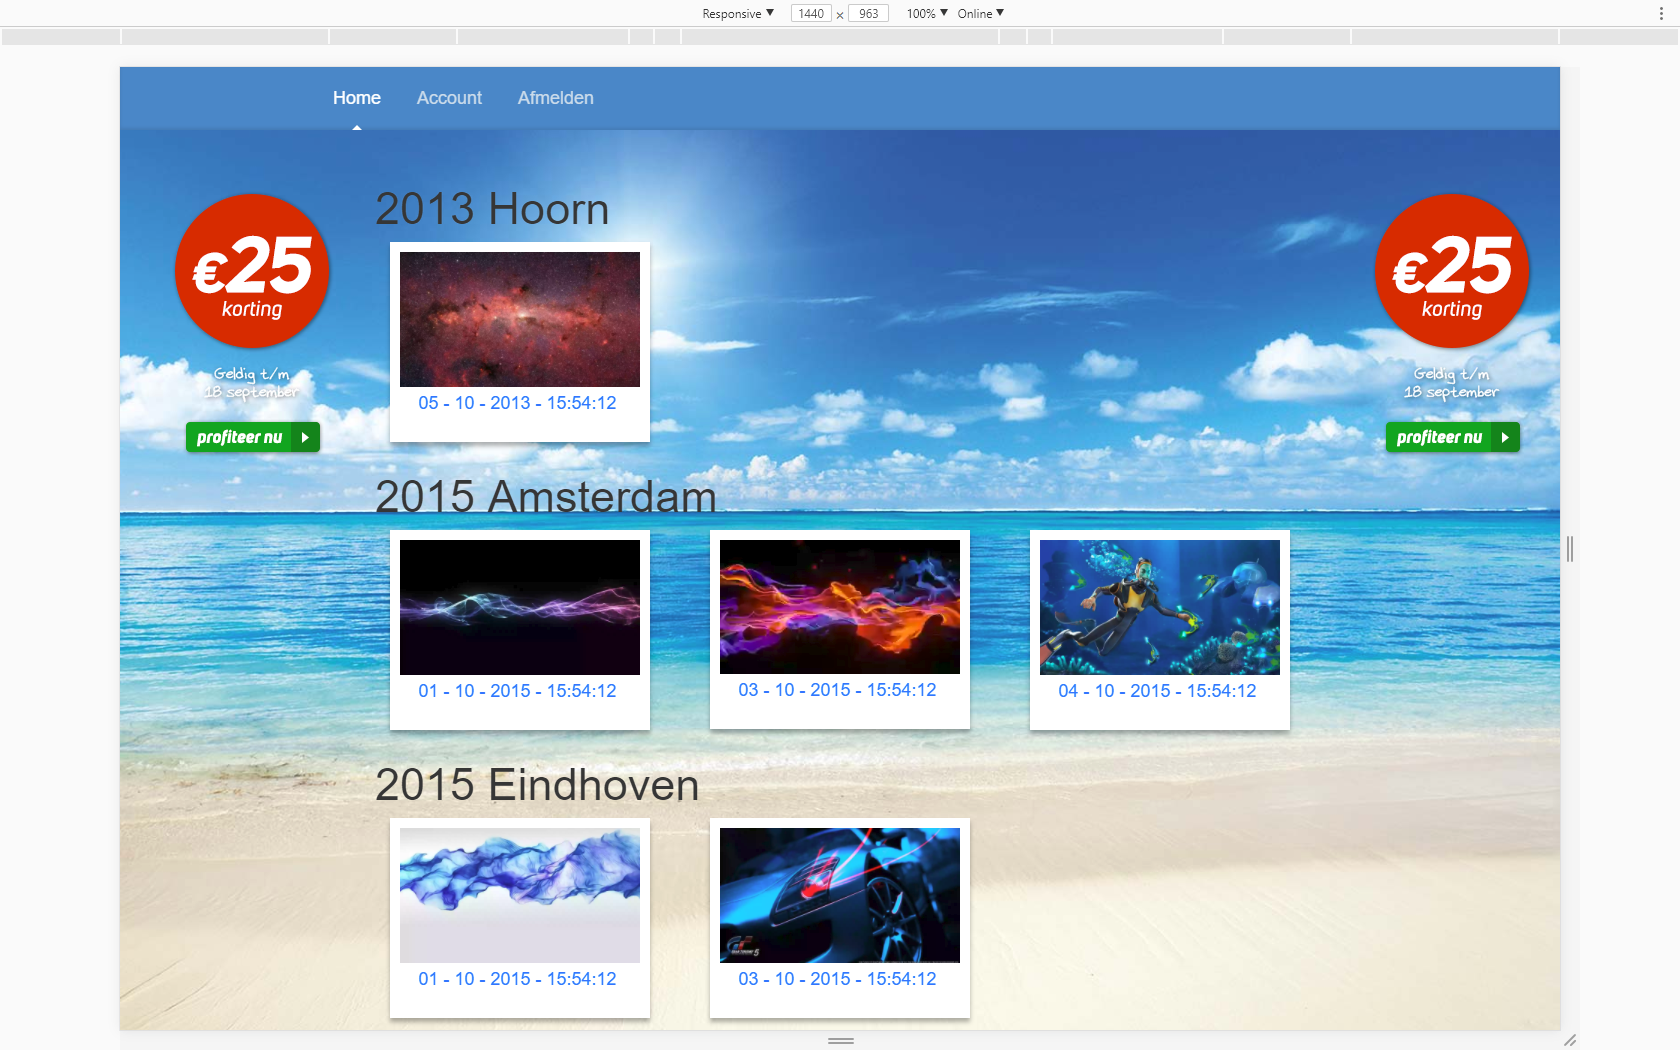 Responsive ▼ 1440 × 963 100% ▼ Online ▼
Home Account Afmelden
€25
korting
Geldig t/m
18 september
profiteer nu
2013 Hoorn
05 - 10 - 2013 - 15:54:12
2015 Amsterdam
01 - 10 - 2015 - 15:54:12
03 - 10 - 2015 - 15:54:12
04 - 10 - 2015 - 15:54:12
2015 Eindhoven
01 - 10 - 2015 - 15:54:12
03 - 10 - 2015 - 15:54:12
€25
korting
Geldig t/m
18 september
profiteer nu